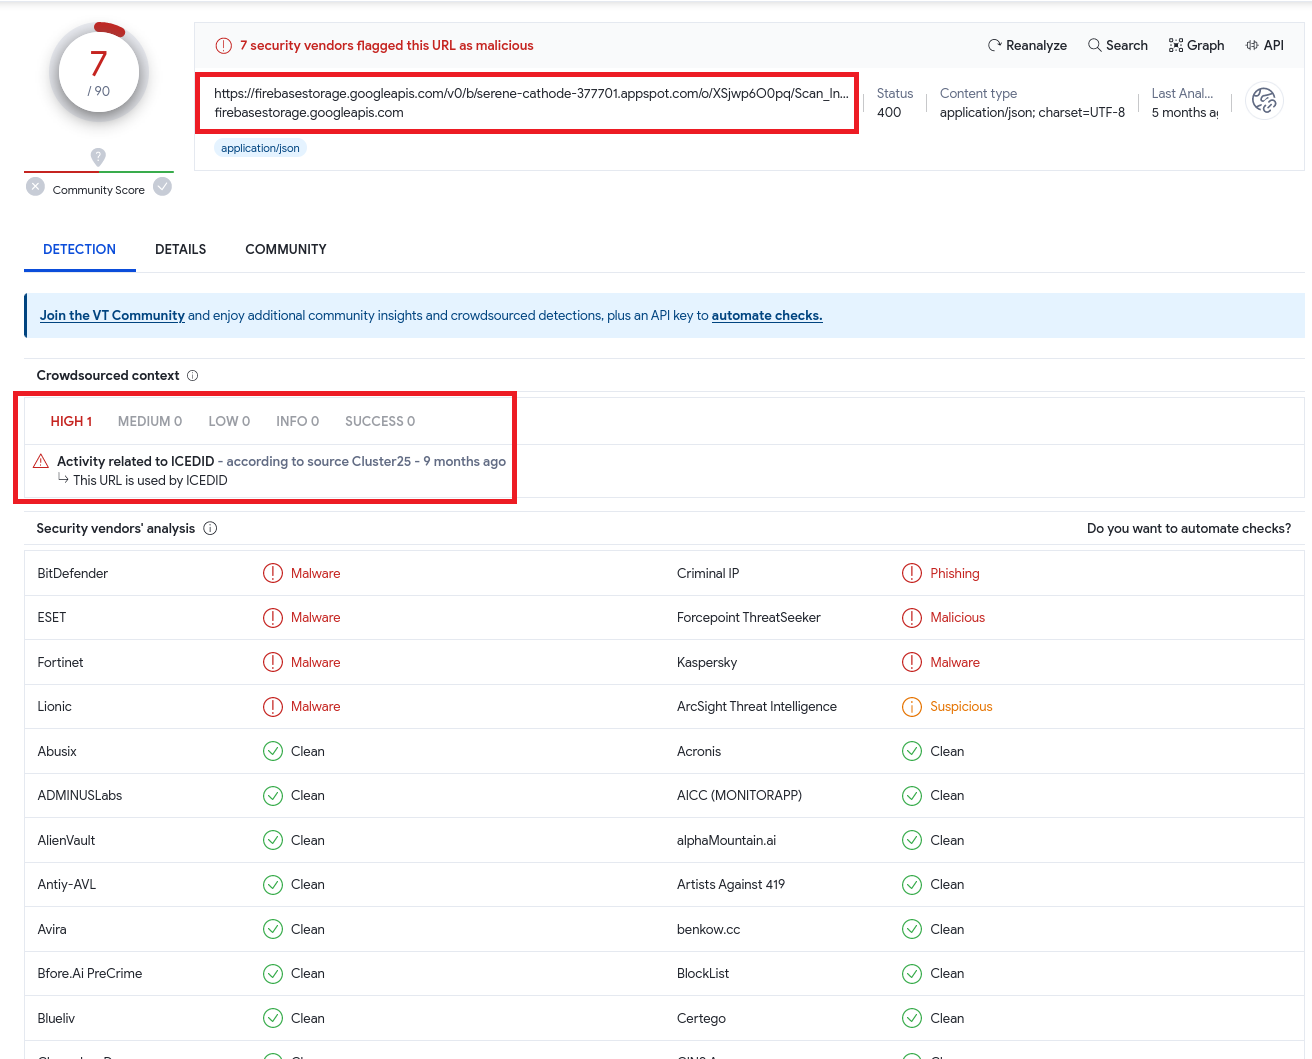 7
/ 90
Community Score
7 security vendors flagged this URL as malicious
Reanalyze Search Graph API
https://firebasestorage.googleapis.com/v0/b/serene-cathode-377701.appspot.com/o/XSjwp6O0pq/Scan_In...
firebasestorage.googleapis.com
application/json
Status
400
Content type
application/json; charset=UTF-8
Last Anal...
5 months
DETECTION DETAILS COMMUNITY
Join the VT Community and enjoy additional community insights and crowdsourced detections, plus an API key to automate checks.
Crowdsourced context
HIGH 1 MEDIUM 0 LOW 0 INFO 0 SUCCESS 0
Activity related to ICEDID - according to source Cluster25 - 9 months ago
↳ This URL is used by ICEDID
Security vendors' analysis Do you want to automate checks?
BitDefender Malware Criminal IP Phishing
ESET Malware Forcepoint ThreatSeeker Malicious
Fortinet Malware Kaspersky Malware
Lionic Malware ArcSight Threat Intelligence Suspicious
Abusix Clean Acronis Clean
ADMINUSLabs Clean AICC (MONITORAPP) Clean
AlienVault Clean alphaMountain.ai Clean
Antiy-AVL Clean Artists Against 419 Clean
Avira Clean benkow.cc Clean
Bfore.Ai PreCrime Clean BlockList Clean
Blueliv Clean Certego Clean